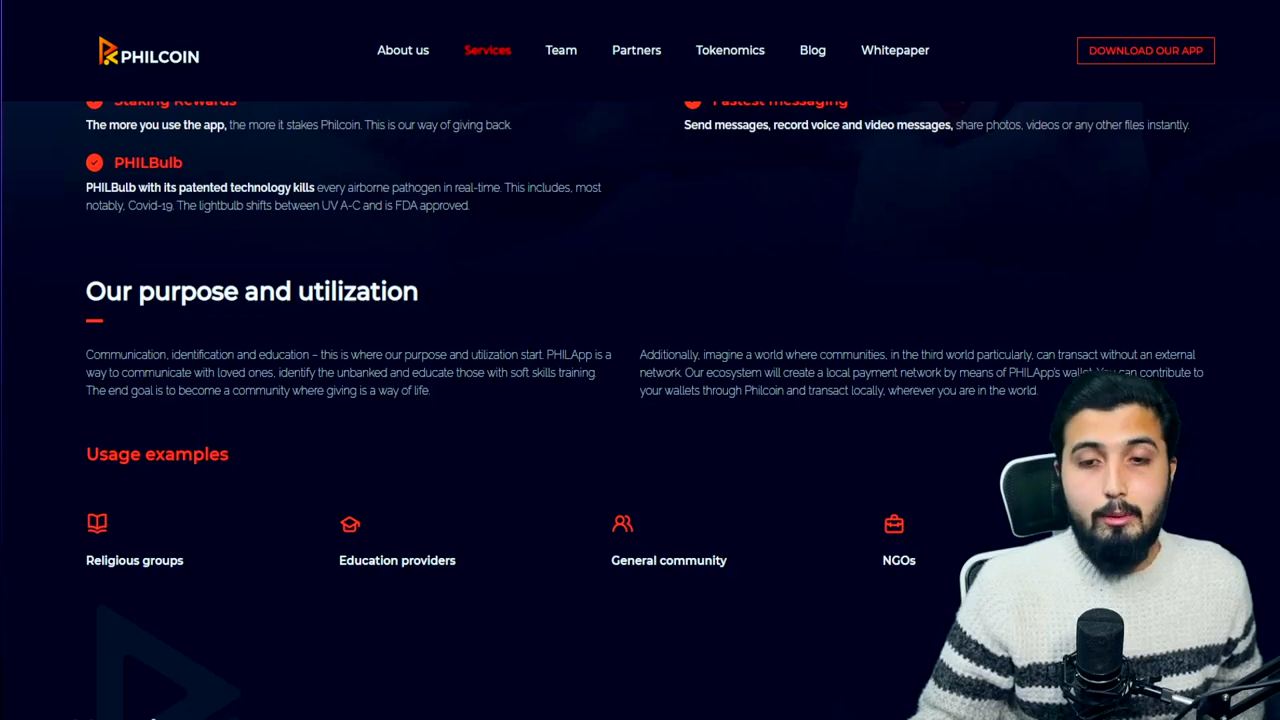 PHILCOIN
About us
Services
Team
Partners
Tokenomics
Blog
Whitepaper
DOWNLOAD OUR APP
Staking Rewards
The more you use the app, the more it stakes Philcoin. This is our way of giving back.
Fastest messaging
Send messages, record voice and video messages, share photos, videos or any other files instantly.
PHILBulb
PHILBulb with its patented technology kills every airborne pathogen in real-time. This includes, most
notably, Covid-19. The lightbulb shifts between UV A-C and is FDA approved.
Our purpose and utilization
Communication, identification and education – this is where our purpose and utilization start. PHILApp is a
way to communicate with loved ones, identify the unbanked and educate those with soft skills training.
The end goal is to become a community where giving is a way of life.
Additionally, imagine a world where communities, in the third world particularly, can transact without an external
network. Our ecosystem will create a local payment network by means of PHILApp's wallet. You can contribute to
your wallets through Philcoin and transact locally, wherever you are in the world.
Usage examples
Religious groups
Education providers
General community
NGOs